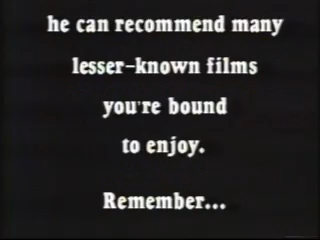 he can recommend many
lesser-known films
you're bound
to enjoy.
Remember...